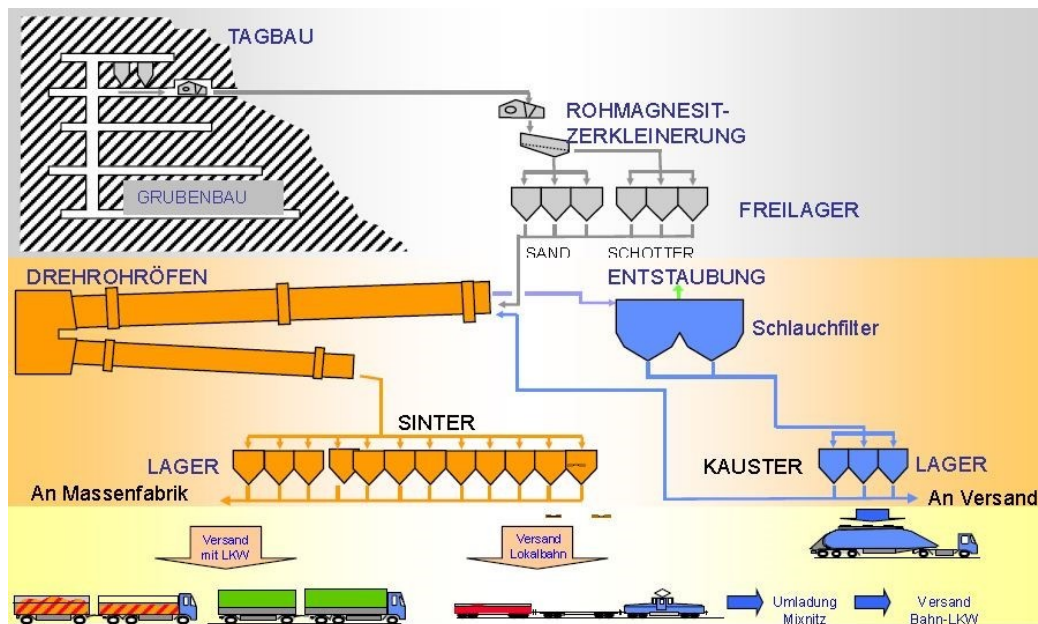 TAGBAU
ROHMAGNESIT-
ZERKLEINERUNG
GRUBENBAU
FREILAGER
SAND
SCHOTTER
DREHROHRÖFEN
ENTSTAUBUNG
Schlauchfilter
SINTER
LAGER
KAUSTER
LAGER
An Massenfabrik
An Versand
Versand
mit LKW
Versand
Lokalbahn
Umladung
Mixnitz
Versand
Bahn-LKW